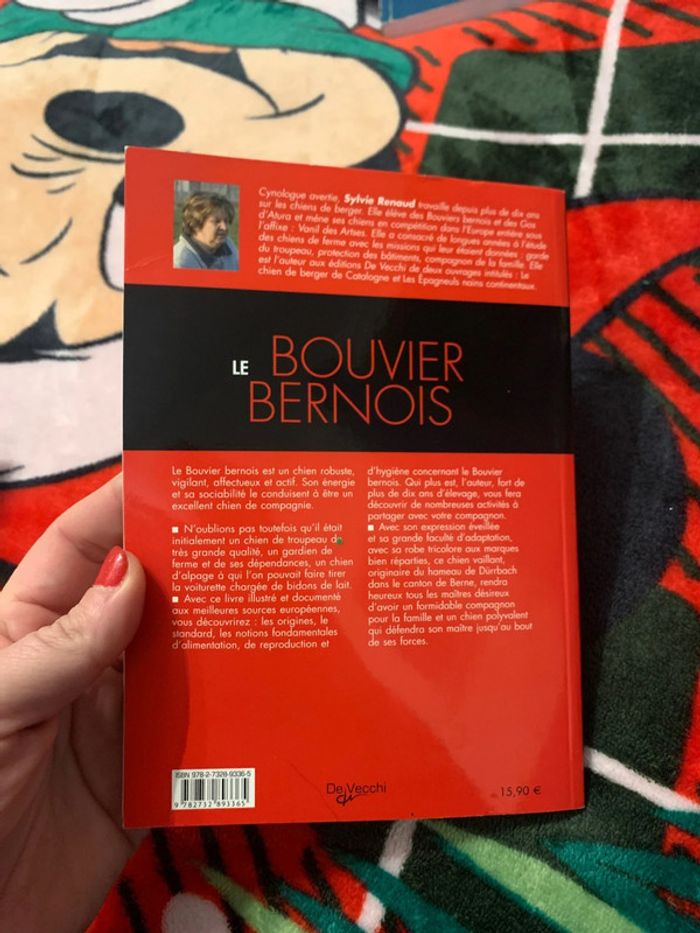 Cynologue avertie, Sylvie Renaud travaille depuis plus de dix ans
sur les chiens de berger. Elle élève des Bouviers bernois et des Gos
d'Atura et mène ses chiens en compétition dans l'Europe entière sous
l'affixe : Vanil des Artses. Elle a consacré de longues années à l'étude
des chiens de ferme avec les missions qui leur étaient données : garde
du troupeau, protection des bâtiments, compagnon de la famille. Elle
est l'auteur aux éditions De Vecchi de deux ouvrages intitulés : Le
chien de berger de Catalogne et Les Épagneuls nains continentaux.
LE BOUVIER
BERNOIS
Le Bouvier bernois est un chien robuste,
vigilant, affectueux et actif. Son énergie
et sa sociabilité le conduisent à être un
excellent chien de compagnie.
■ N'oublions pas toutefois qu'il était
initialement un chien de troupeau de
très grande qualité, un gardien de
ferme et de ses dépendances, un chien
d'alpage à qui l'on pouvait faire tirer
la voiturette chargée de bidons de lait.
■ Avec ce livre illustré et documenté
aux meilleures sources européennes,
vous découvrirez : les origines, le
standard, les notions fondamentales
d'alimentation, de reproduction et
d'hygiène concernant le Bouvier
bernois. Qui plus est, l'auteur, fort de
plus de dix ans d'élevage, vous fera
découvrir de nombreuses activités à
partager avec votre compagnon.
■ Avec son expression éveillée
et sa grande faculté d'adaptation,
avec sa robe tricolore aux marques
bien réparties, ce chien vaillant,
originaire du hameau de Dürrbach
dans le canton de Berne, rendra
heureux tous les maîtres désireux
d'avoir un formidable compagnon
pour la famille et un chien polyvalent
qui défendra son maître jusqu'au bout
de ses forces.
ISBN 978-2-7328-9336-5
9 782732 893365
De Vecchi
15,90 €